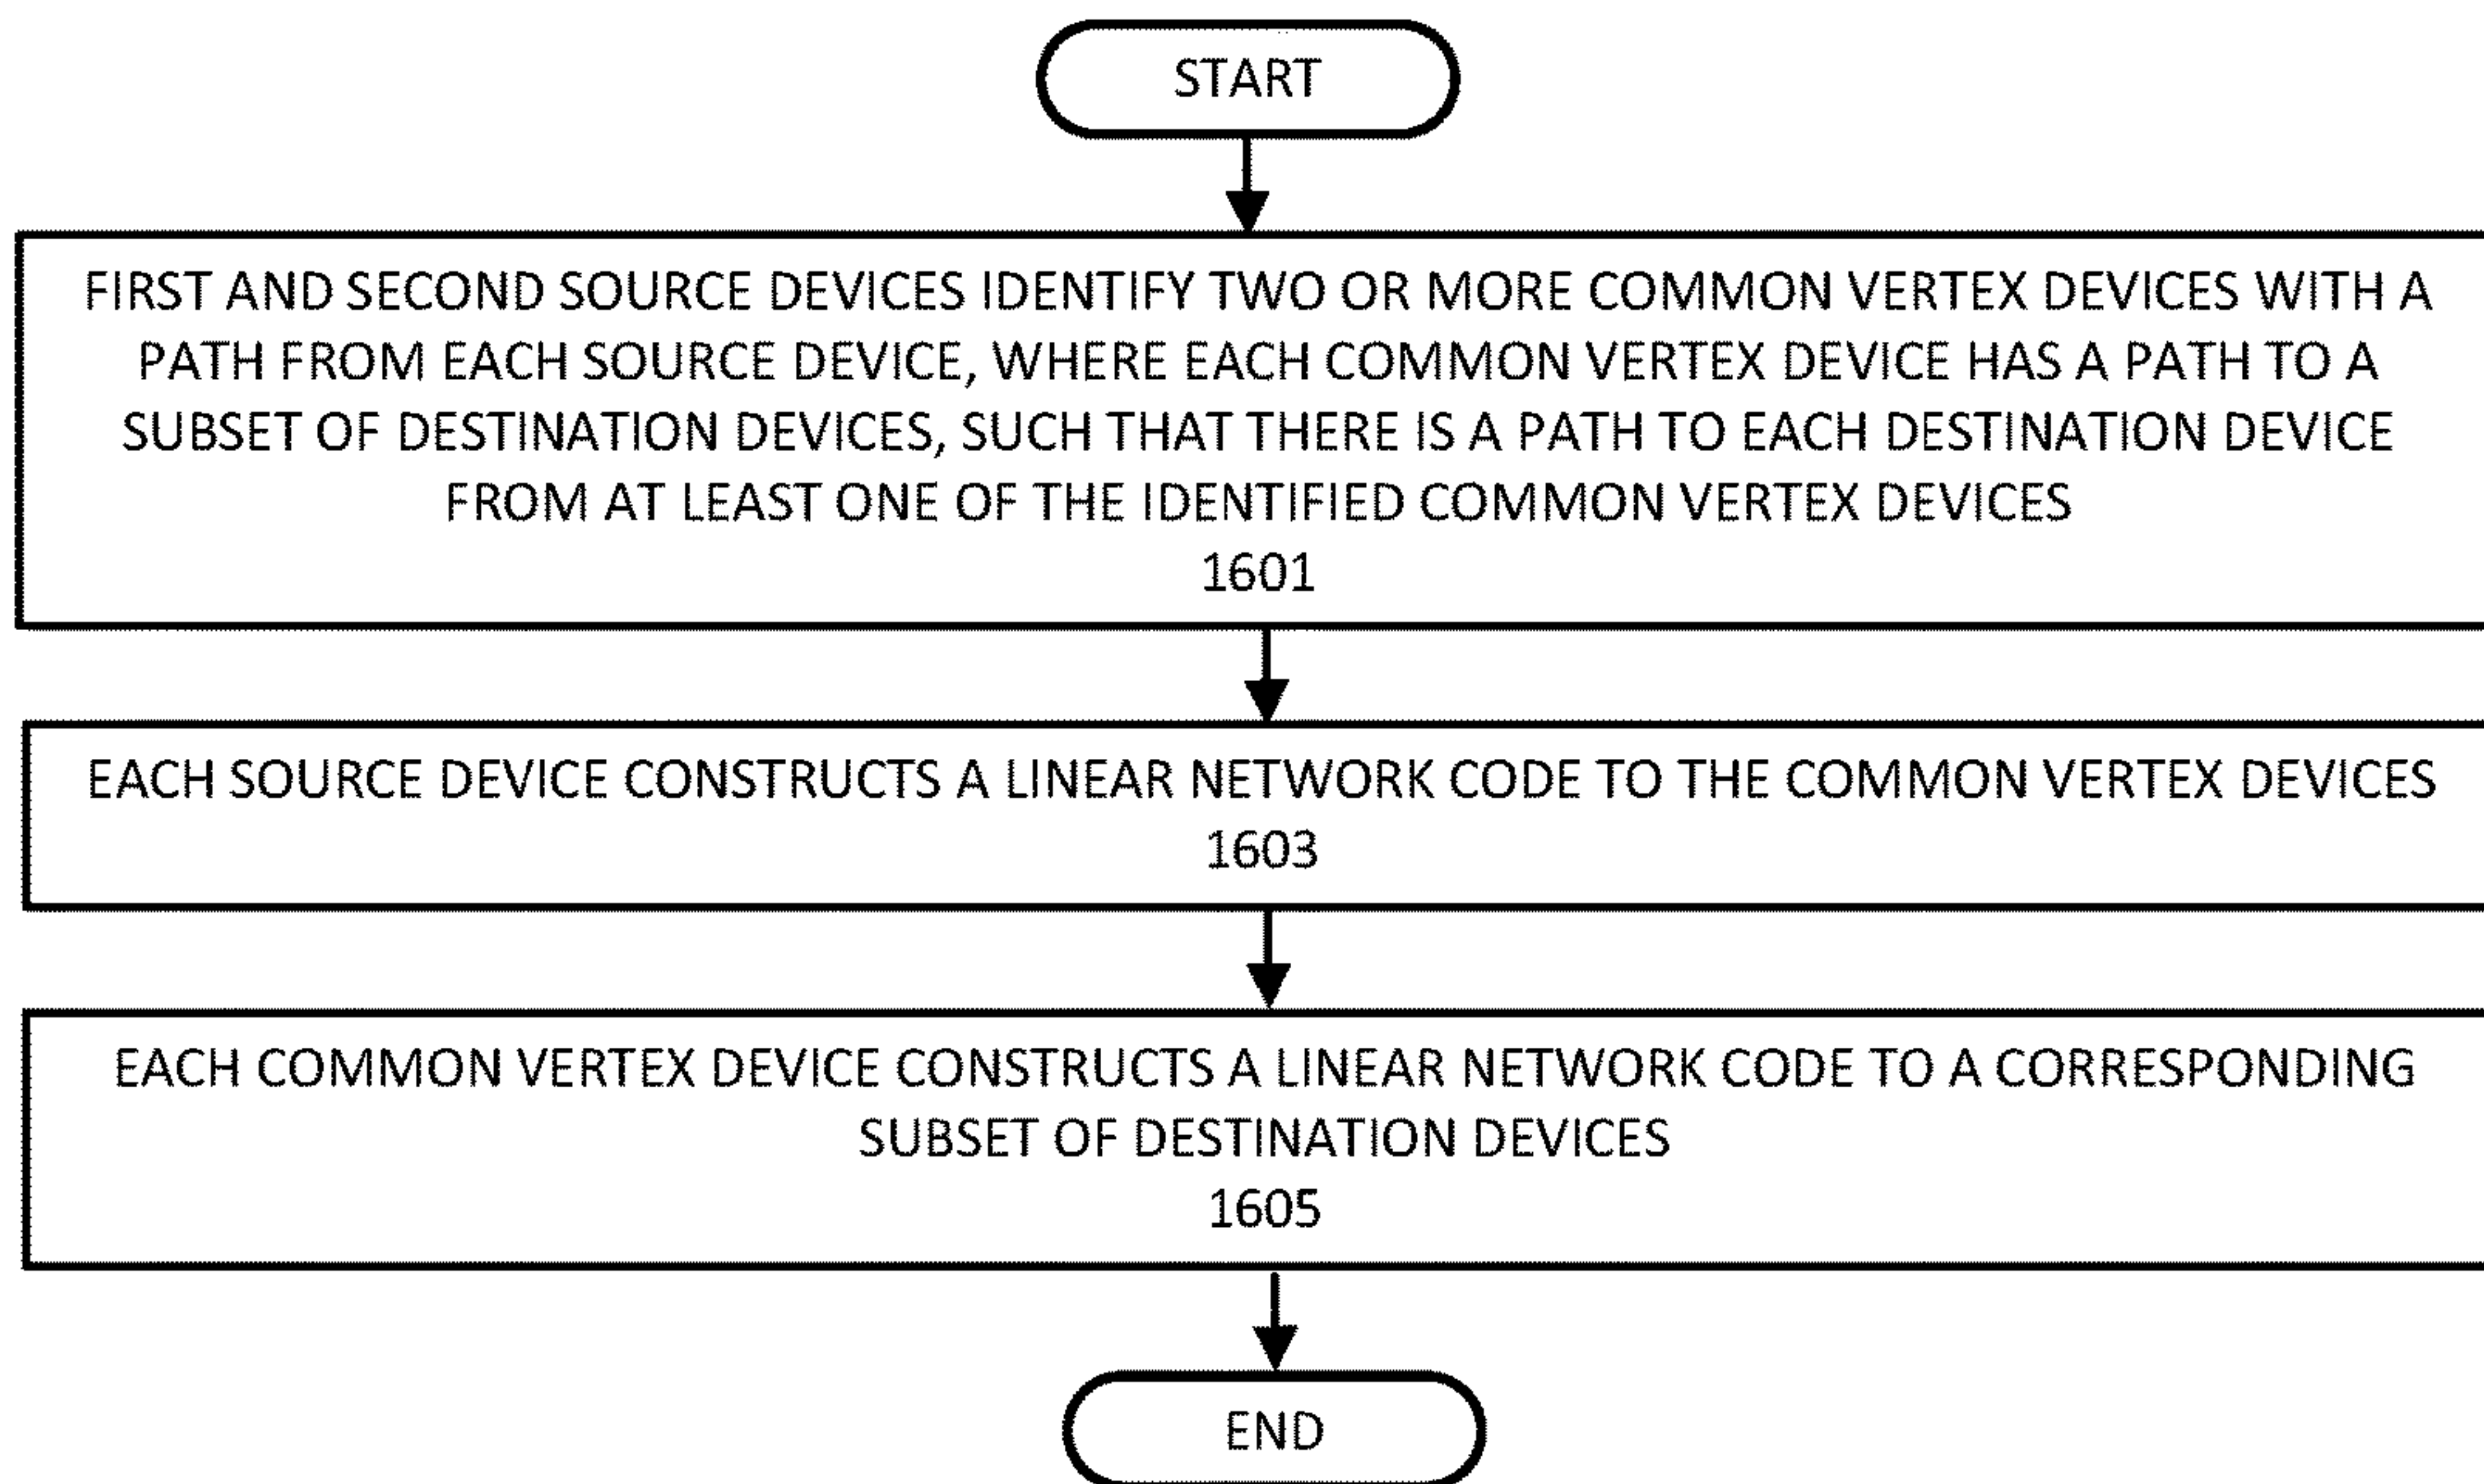 START
FIRST AND SECOND SOURCE DEVICES IDENTIFY TWO OR MORE COMMON VERTEX DEVICES WITH A
PATH FROM EACH SOURCE DEVICE, WHERE EACH COMMON VERTEX DEVICE HAS A PATH TO A
SUBSET OF DESTINATION DEVICES, SUCH THAT THERE IS A PATH TO EACH DESTINATION DEVICE
FROM AT LEAST ONE OF THE IDENTIFIED COMMON VERTEX DEVICES
1601
EACH SOURCE DEVICE CONSTRUCTS A LINEAR NETWORK CODE TO THE COMMON VERTEX DEVICES
1603
EACH COMMON VERTEX DEVICE CONSTRUCTS A LINEAR NETWORK CODE TO A CORRESPONDING
SUBSET OF DESTINATION DEVICES
1605
END